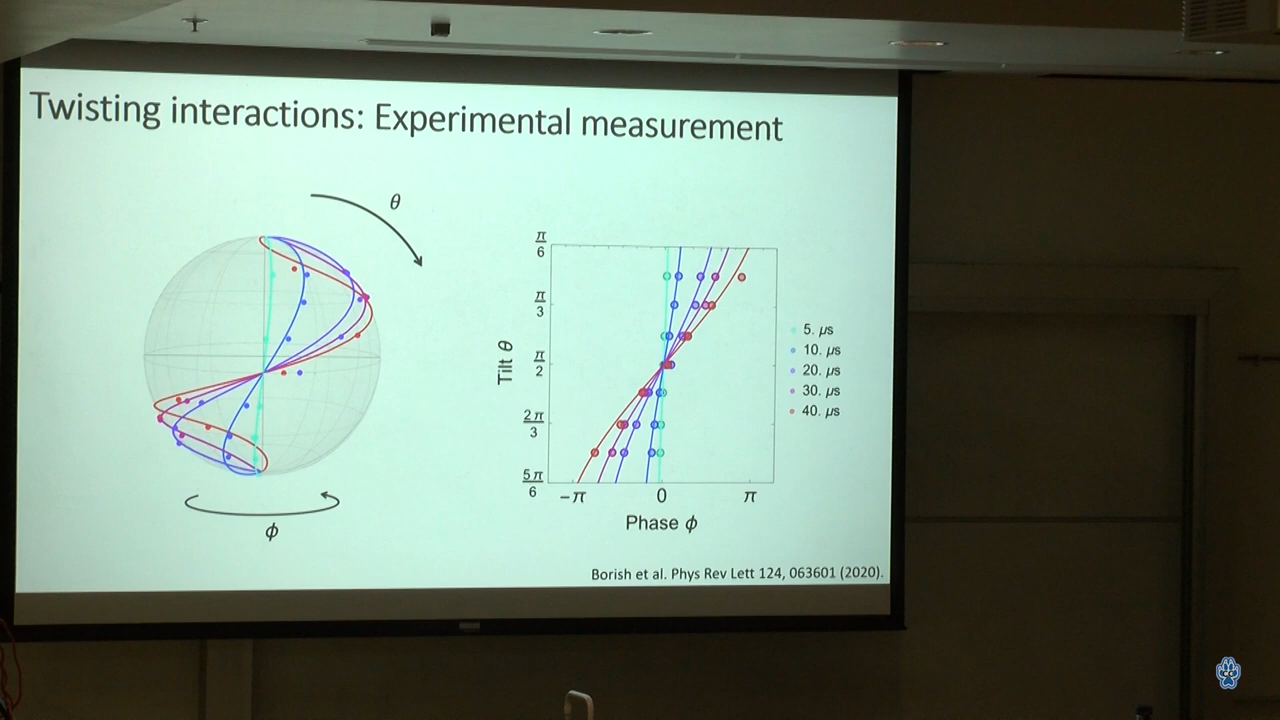 Twisting interactions: Experimental measurement
θ
ϕ
π/6
π/3
π/2
2π/3
5π/6
Tilt θ
−π 0 π
Phase ϕ
5. μs
10. μs
20. μs
30. μs
40. μs
Borish et al. Phys Rev Lett 124, 063601 (2020).